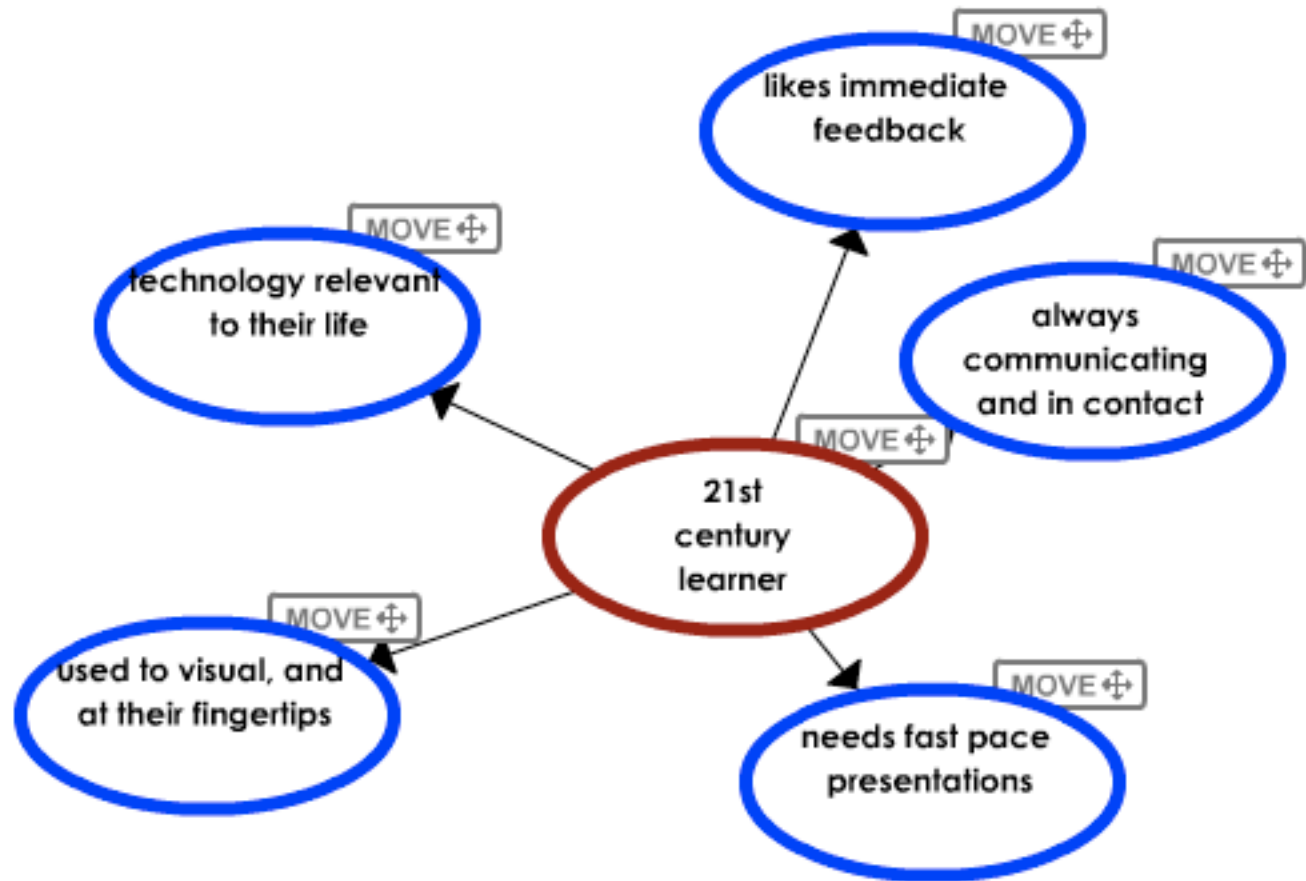 MOVE
likes immediate
feedback
MOVE
technology relevant
to their life
MOVE
always
communicating
and in contact
MOVE
21st
century
learner
MOVE
used to visual, and
at their fingertips
MOVE
needs fast pace
presentations